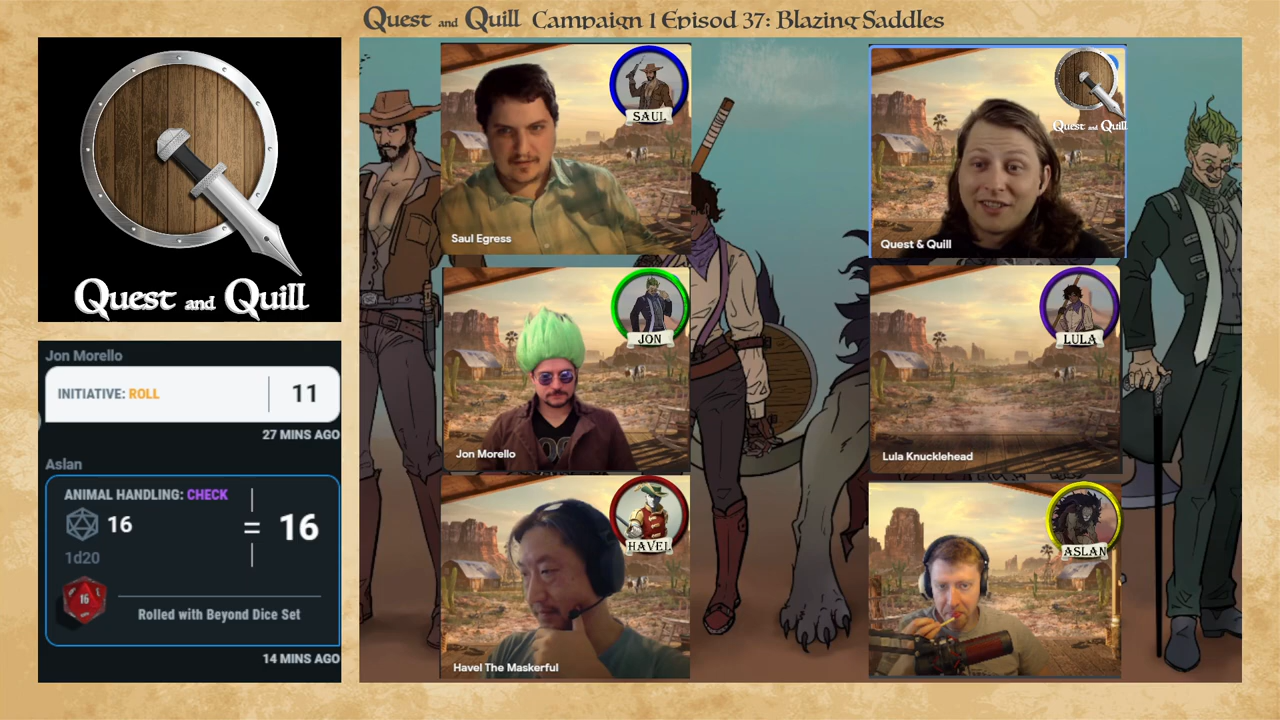 Quest and Quill Campaign 1 Episod 37: Blazing Saddles
Quest and Quill
Jon Morello
INITIATIVE: ROLL 11
27 MINS AGO
Aslan
ANIMAL HANDLING: CHECK
16 = 16
1d20
16
Rolled with Beyond Dice Set
14 MINS AGO
SAUL
Saul Egress
Quest and Quill
Quest & Quill
JON
Jon Morello
LULA
Lula Knucklehead
HAVEL
Havel The Maskerful
ASLAN